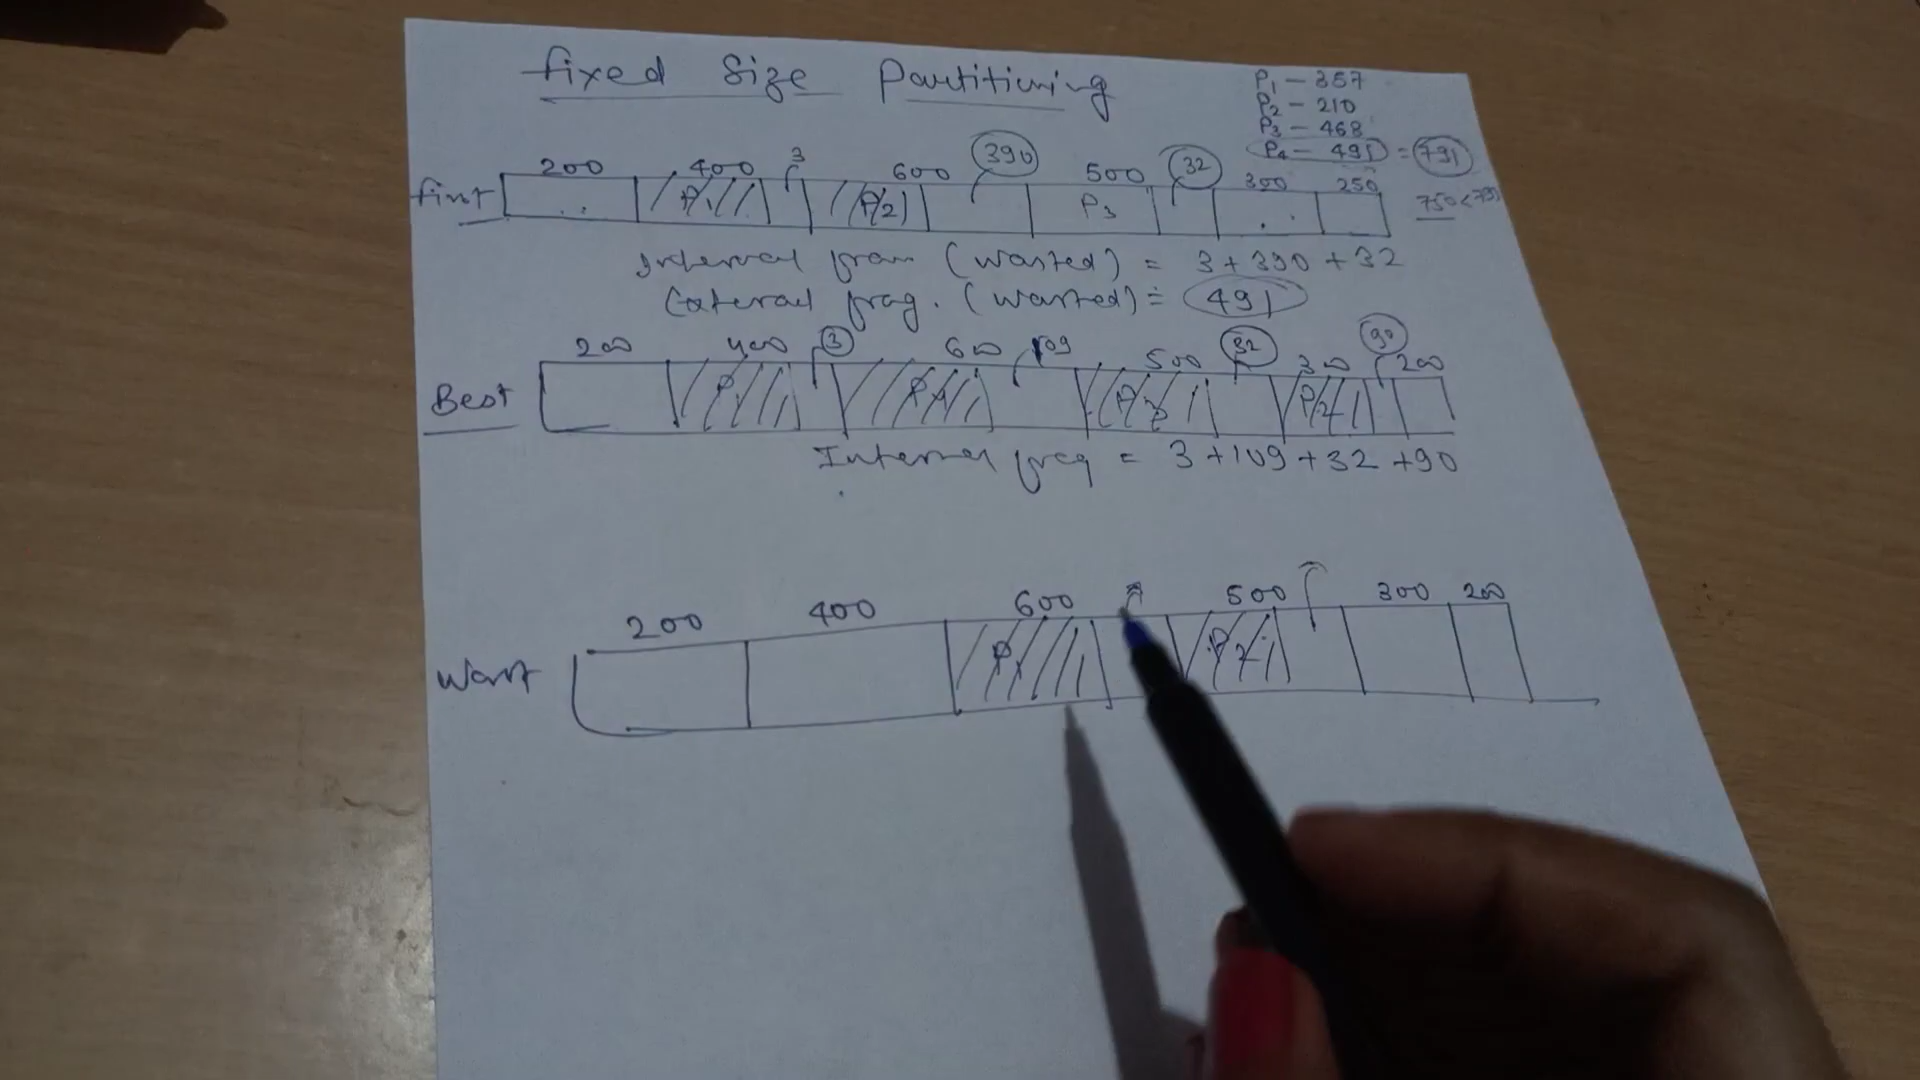 Fixed Size Partitioning
P1 - 357
P2 - 210
P3 - 468
P4 - 491 = 791
200 400 3 600 390 500 32 300 250
First P1 P2 P3 750<791
Internal fram (wasted) = 3+390+32
External frag. (wasted) = 491
200 400 3 600 109 500 32 300 90 200
Best P1 P4 P3 P2
Internal freq = 3+109+32+90
200 400 600 500 300 200
Worst P1 P2